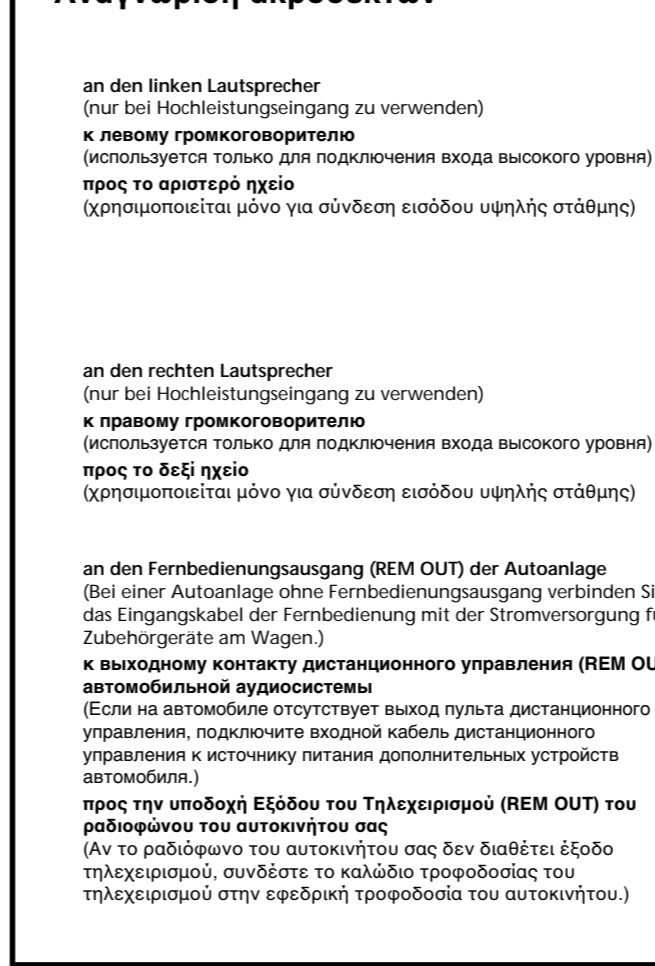 an den linken Lautsprecher
(nur bei Hochleistungseingang zu verwenden)
к левому громкоговорителю
(используется только для подключения входа высокого уровня)
προς το αριστερό ηχείο
(χρησιμοποιείται μόνο για σύνδεση εισόδου υψηλής στάθμης)
an den rechten Lautsprecher
(nur bei Hochleistungseingang zu verwenden)
к правому громкоговорителю
(используется только для подключения входа высокого уровня)
προς το δεξί ηχείο
(χρησιμοποιείται μόνο για σύνδεση εισόδου υψηλής στάθμης)
an den Fernbedienungsausgang (REM OUT) der Autoanlage
(Bei einer Autoanlage ohne Fernbedienungsausgang verbinden
das Eingangskabel der Fernbedienung mit der Stromversorgung
Zubehörgeräte am Wagen.)
к выходному контакту дистанционного управления (REM
автомобильной аудиосистемы
(Если на автомобиле отсутствует выход пульта дистанционного
управления, подключите входной кабель дистанционного
управления к источнику питания дополнительных устройств
автомобиля.)
προς την υποδοχή Εξόδου του Τηλεχειρισμού (REM OUT) του
ραδιοφώνου του αυτοκινήτου σας
(Αν το ραδιόφωνο του αυτοκινήτου σας δεν διαθέτει έξοδο
τηλεχειρισμού, συνδέστε το καλώδιο τροφοδοσίας του
τηλεχειρισμού στην εφεδρική τροφοδοσία του αυτοκινήτου.)